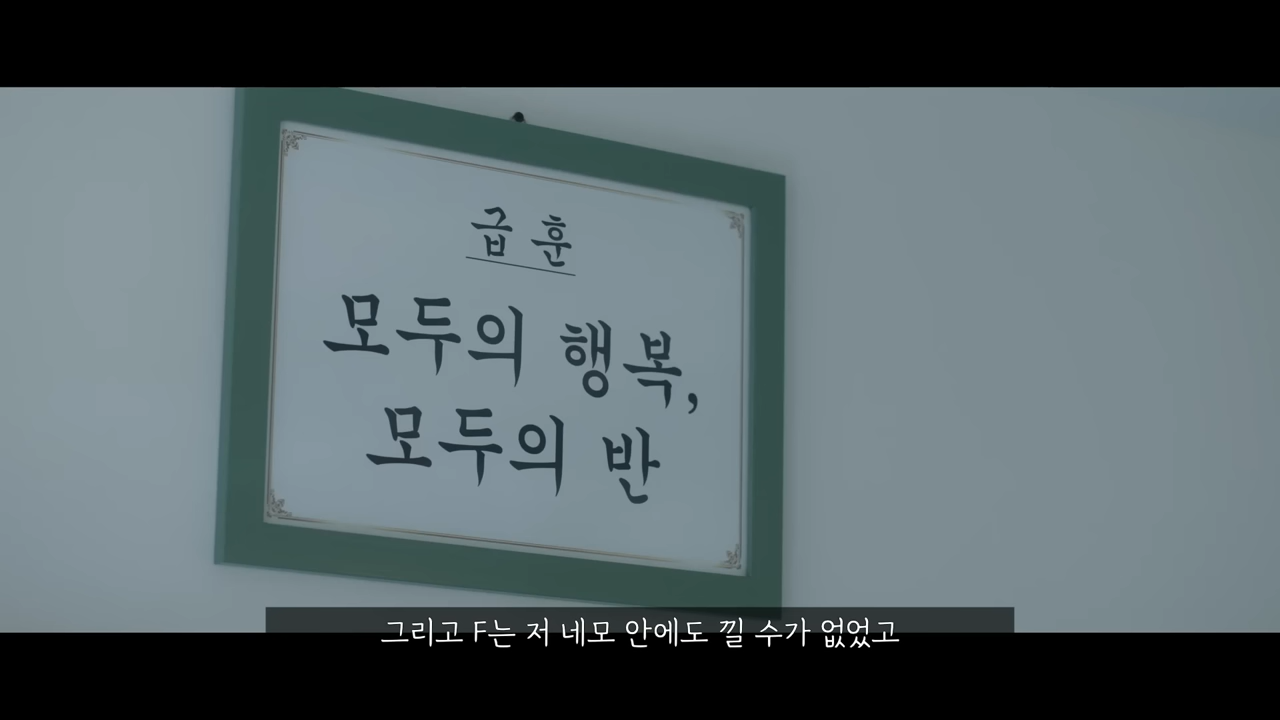 급 훈
모두의 행복,
모두의 반
그리고 F는 저 네모 안에도 낄 수가 없었고